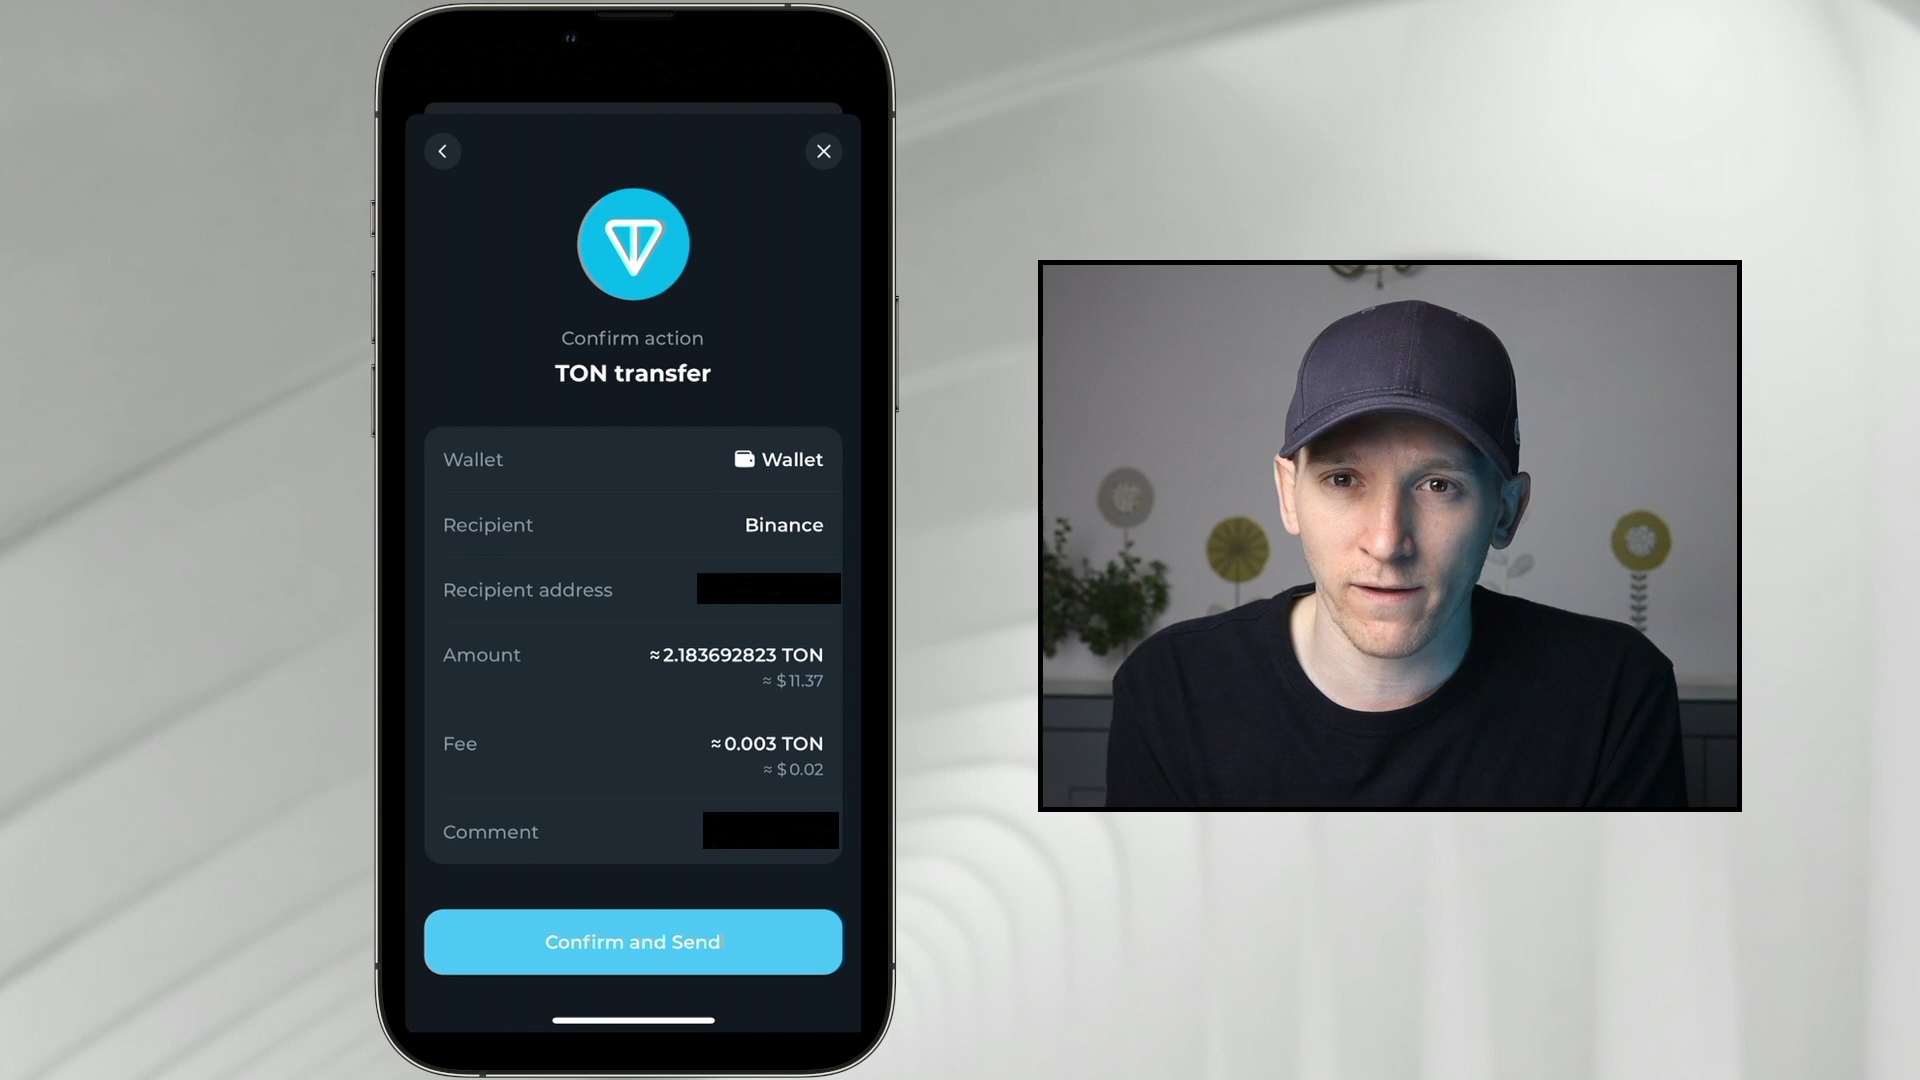 Confirm action
TON transfer
Wallet Wallet
Recipient Binance
Recipient address
Amount ≈2.183692823 TON
≈ $11.37
Fee ≈0.003 TON
≈ $0.02
Comment
Confirm and Send